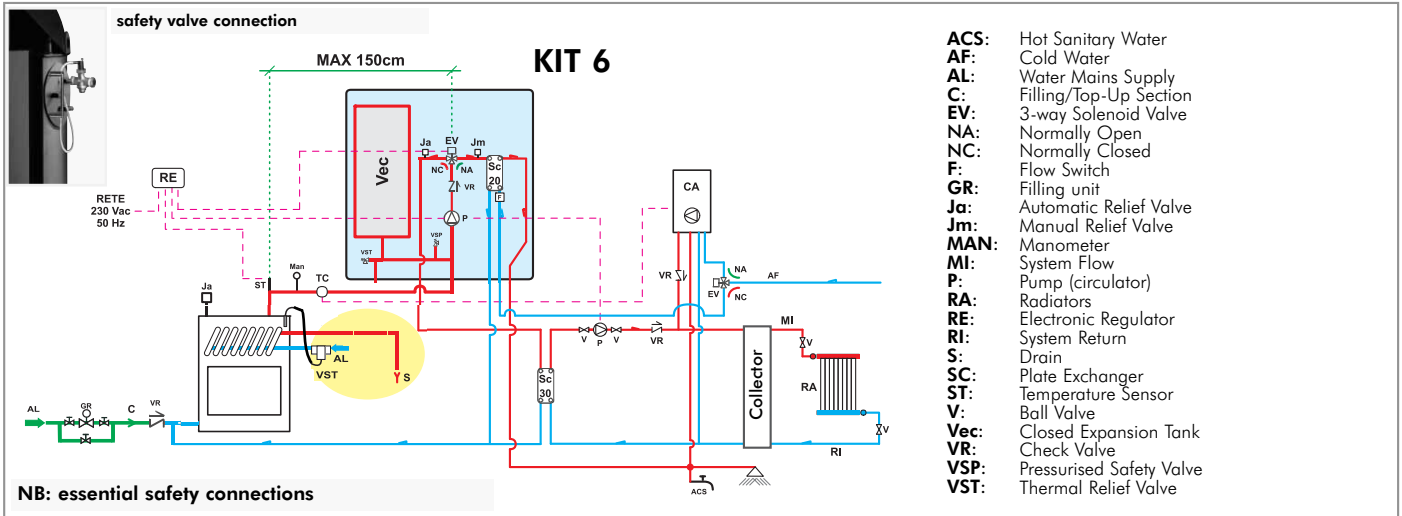 safety valve connection
MAX 150cm
KIT 6
Vec
Ja
EV
Jm
NC
NA
Sc
20
F
VR
P
VSP
VST
RE
RETE
230 Vac
50 Hz
ST
Man
TC
Ja
CA
VR
NA
AF
EV
NC
AL
VST
S
V
P
V
VR
MI
V
RA
Collector
Sc
30
AL
GR
C
VR
V
RI
ACS
NB: essential safety connections
ACS: Hot Sanitary Water
AF: Cold Water
AL: Water Mains Supply
C: Filling/Top-Up Section
EV: 3-way Solenoid Valve
NA: Normally Open
NC: Normally Closed
F: Flow Switch
GR: Filling unit
Ja: Automatic Relief Valve
Jm: Manual Relief Valve
MAN: Manometer
MI: System Flow
P: Pump (circulator)
RA: Radiators
RE: Electronic Regulator
RI: System Return
S: Drain
SC: Plate Exchanger
ST: Temperature Sensor
V: Ball Valve
Vec: Closed Expansion Tank
VR: Check Valve
VSP: Pressurised Safety Valve
VST: Thermal Relief Valve